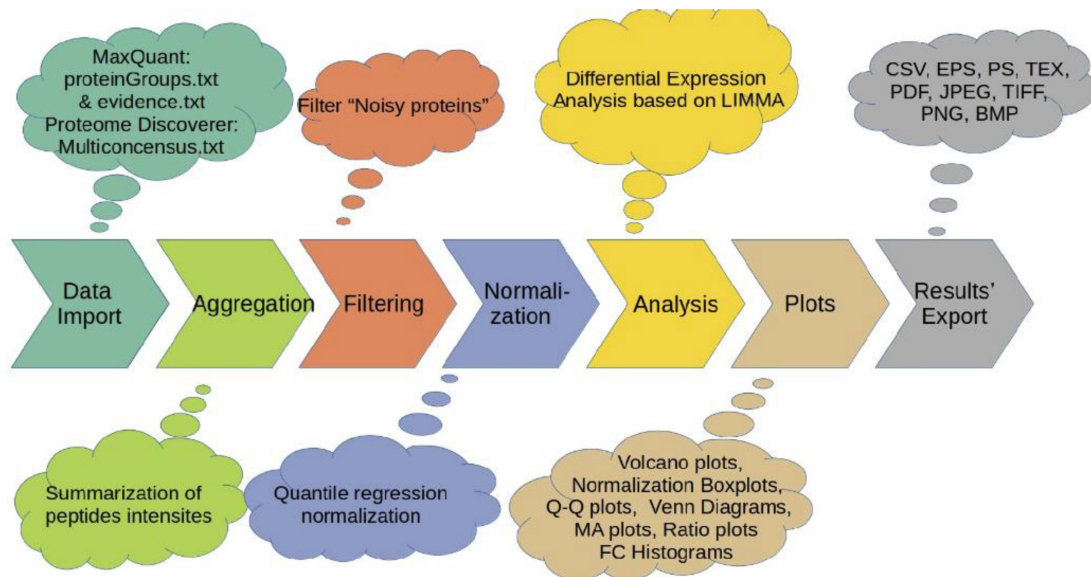 MaxQuant:
proteinGroups.txt
& evidence.txt
Proteome Discoverer:
Multiconcensus.txt
Filter “Noisy proteins”
Differential Expression
Analysis based on LIMMA
CSV, EPS, PS, TEX,
PDF, JPEG, TIFF,
PNG, BMP
Data
Import
Aggregation
Filtering
Normali-
zation
Analysis
Plots
Results’
Export
Summarization of
peptides intensites
Quantile regression
normalization
Volcano plots,
Normalization Boxplots,
Q-Q plots, Venn Diagrams,
MA plots, Ratio plots
FC Histograms